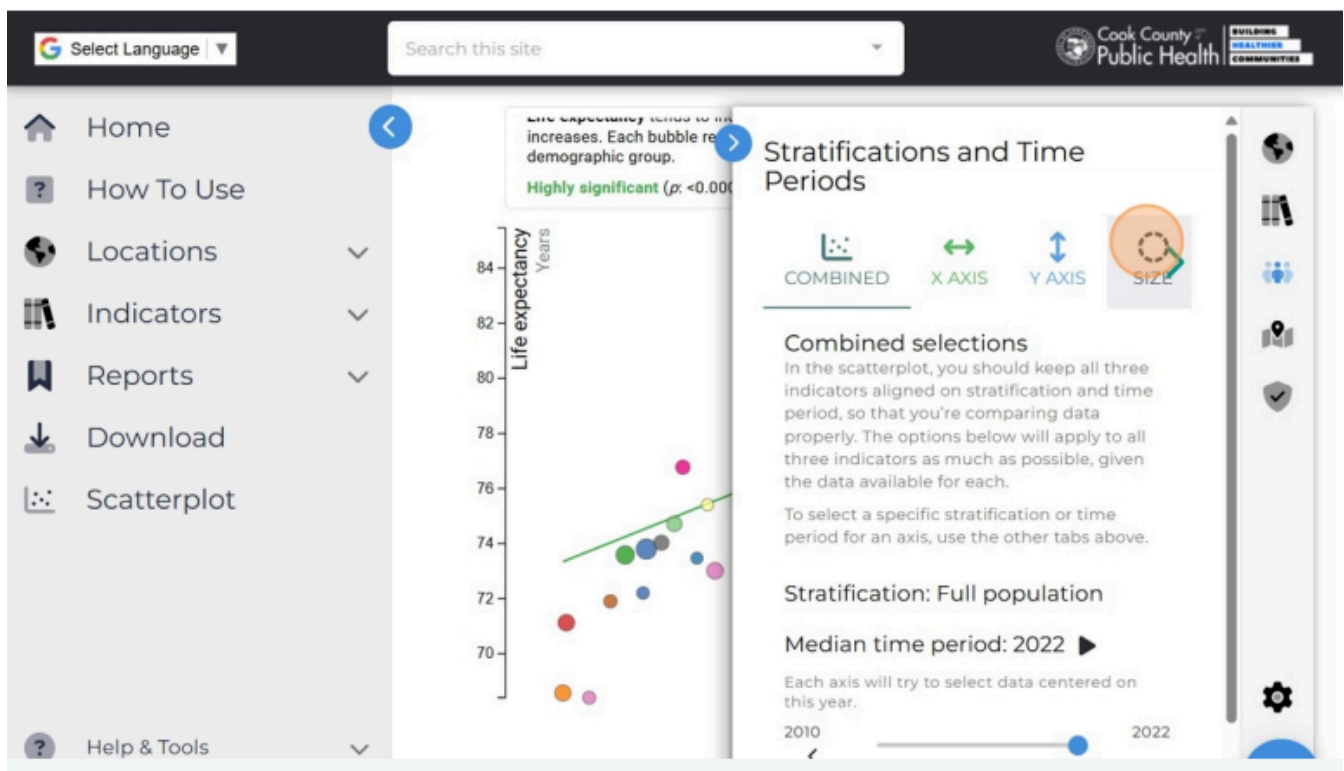 Select Language ▼
Search this site
Cook County
Public Health
BUILDING
HEALTHIER
COMMUNITIES
Home
How To Use
Locations
Indicators
Reports
Download
Scatterplot
Help & Tools
Life expectancy tends to
increases. Each bubble
demographic group.
Highly significant (p: <0.000
Life expectancy
Years
84
82
80
78
76
74
72
70
Stratifications and Time
Periods
COMBINED
X AXIS
Y AXIS
SIZE
Combined selections
In the scatterplot, you should keep all three
indicators aligned on stratification and time
period, so that you're comparing data
properly. The options below will apply to all
three indicators as much as possible, given
the data available for each.
To select a specific stratification or time
period for an axis, use the other tabs above.
Stratification: Full population
Median time period: 2022
Each axis will try to select data centered on
this year.
2010
2022